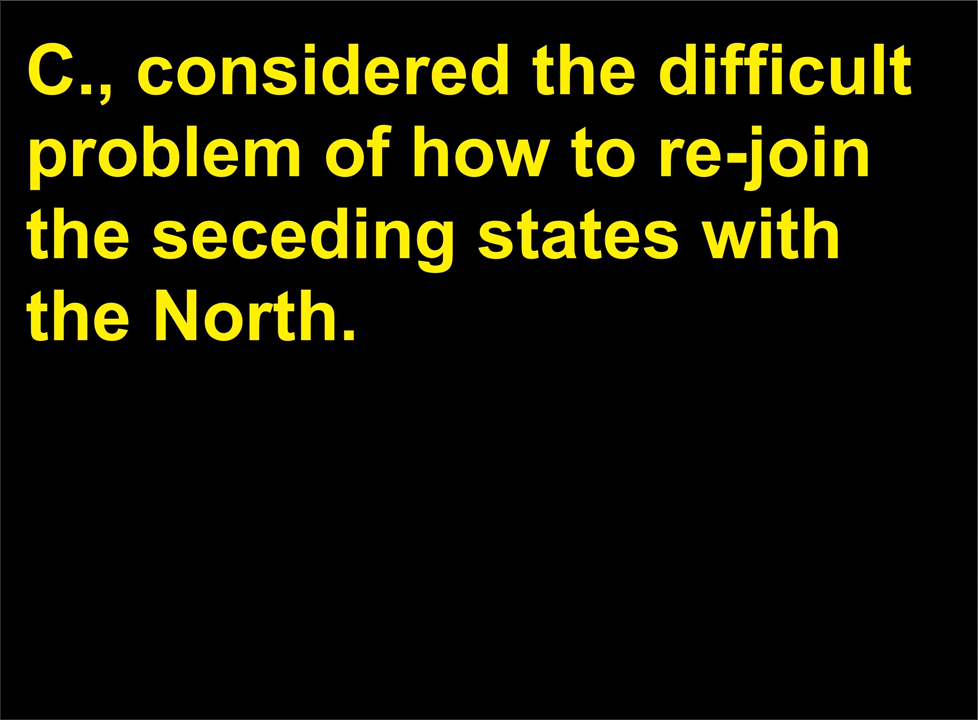 C., considered the difficult
problem of how to re-join
the seceding states with
the North.